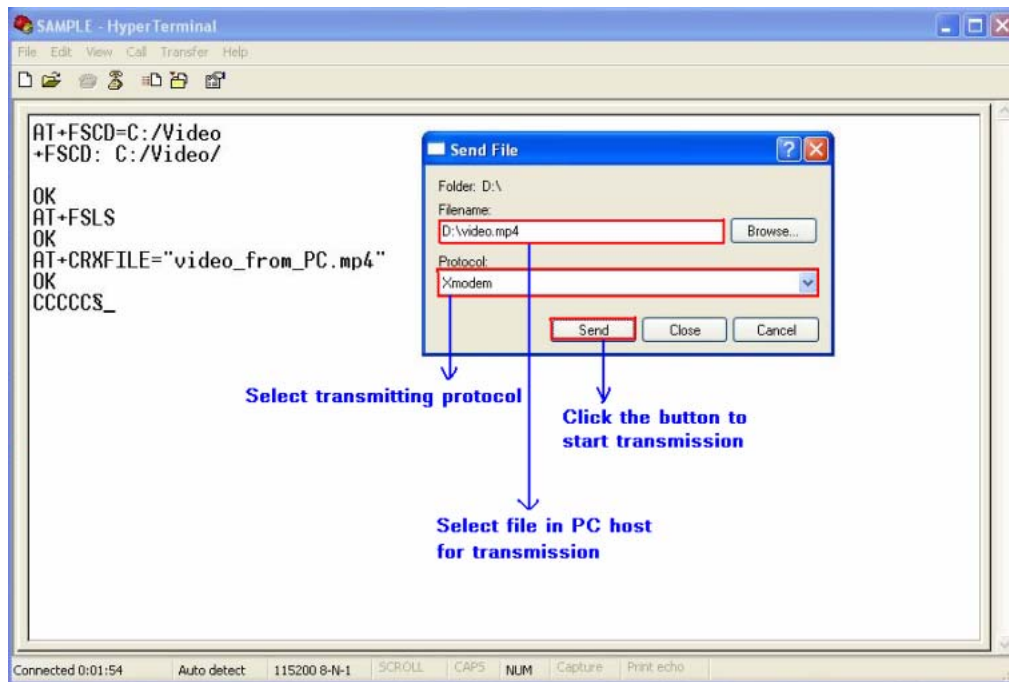 SAMPLE - HyperTerminal
File Edit View Call Transfer Help
AT+FSCD=C:/Video
+FSCD: C:/Video/
OK
AT+FSLS
OK
AT+CRXFILE="video_from_PC.mp4"
OK
CCCCC§_
Send File
Folder: D:\
Filename:
D:\video.mp4
Browse...
Protocol:
Xmodem
Send Close Cancel
Select transmitting protocol
Click the button to
start transmission
Select file in PC host
for transmission
Connected 0:01:54 Auto detect 115200 8-N-1 SCROLL CAPS NUM Capture Print echo